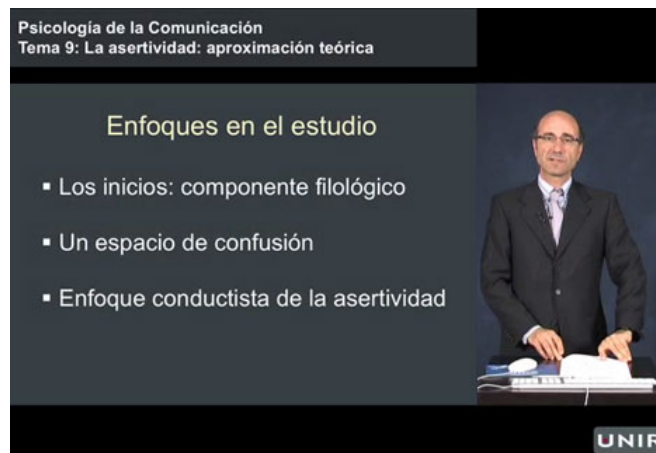 Psicología de la Comunicación
Tema 9: La asertividad: aproximación teórica
Enfoques en el estudio
▪ Los inicios: componente filológico
▪ Un espacio de confusión
▪ Enfoque conductista de la asertividad
UNIR